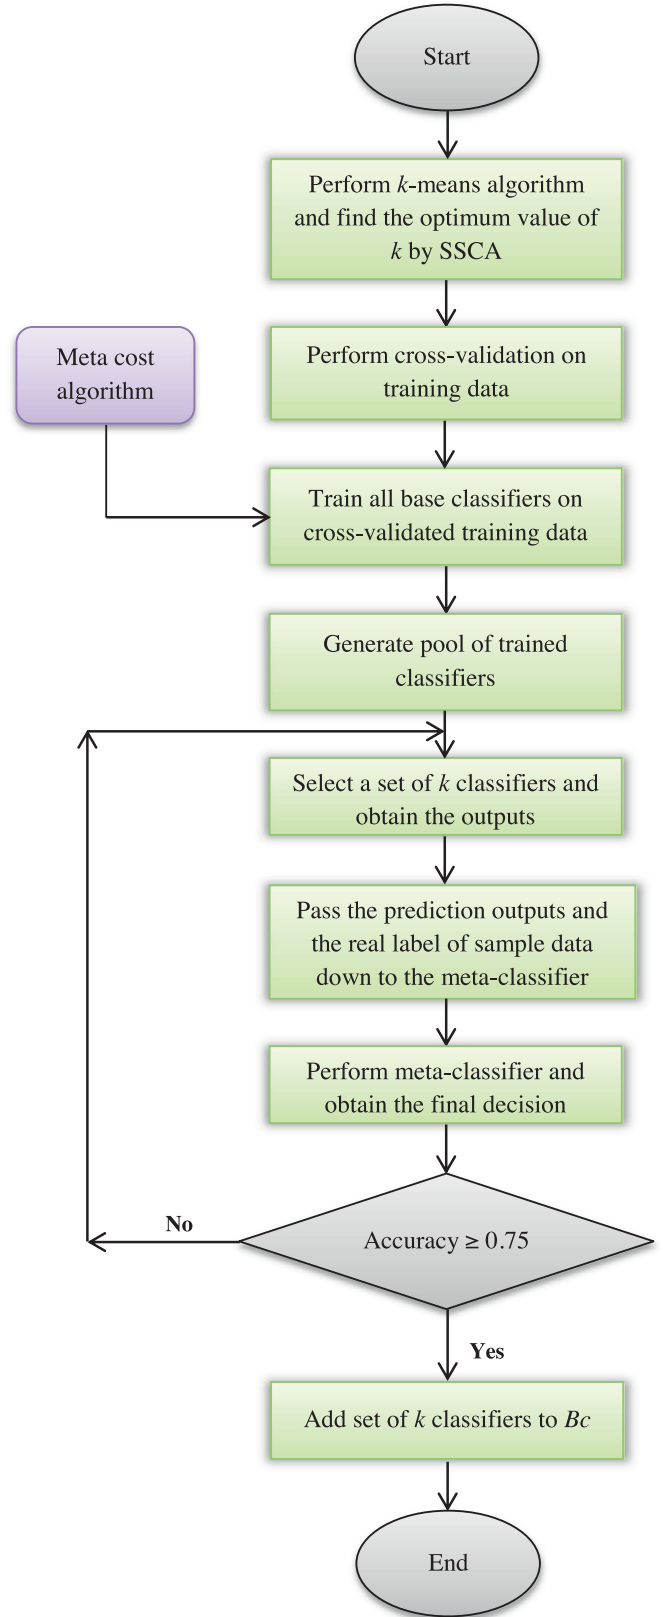 Start
Perform k-means algorithm
and find the optimum value of
k by SSCA
Meta cost
algorithm
Perform cross-validation on
training data
Train all base classifiers on
cross-validated training data
Generate pool of trained
classifiers
Select a set of k classifiers and
obtain the outputs
Pass the prediction outputs and
the real label of sample data
down to the meta-classifier
Perform meta-classifier and
obtain the final decision
No
Accuracy ≥ 0.75
Yes
Add set of k classifiers to Bc
End